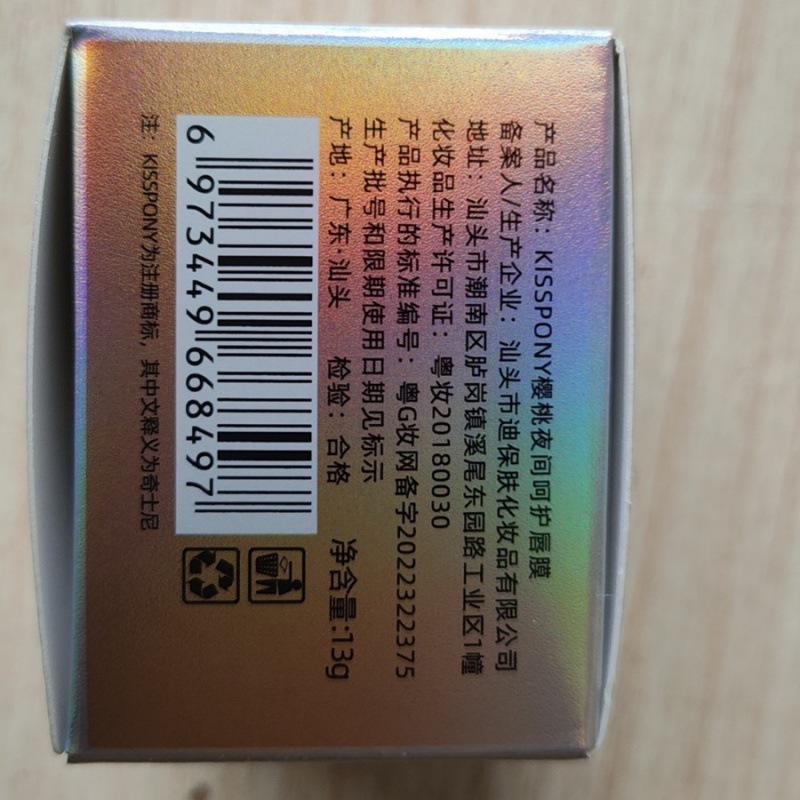 产品名称：KISSPONY樱桃夜间呵护唇膜
备案人/生产企业：汕头市迪保肤化妆品有限公司
地址：汕头市潮南区胪岗镇溪尾东园路工业区1幢
化妆品生产许可证：粤妆20180030
产品执行的标准编号：粤G妆网备字2022322375
生产批号和限期使用日期见标示
产地：广东·汕头 检验：合格 净含量:13g
6 973449 668497
注：KISSPONY为注册商标，其中文释义为奇士尼